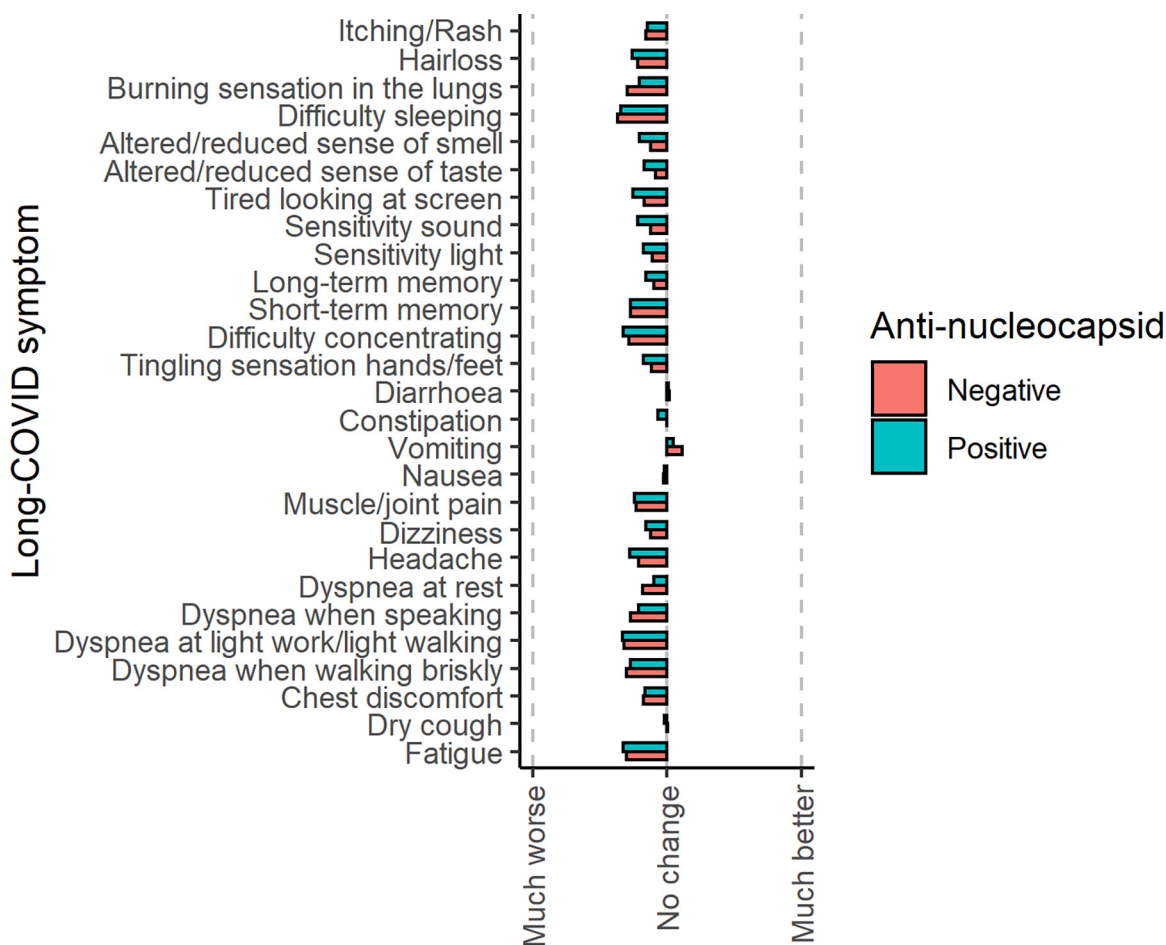 Long-COVID symptom
Itching/Rash
Hairloss
Burning sensation in the lungs
Difficulty sleeping
Altered/reduced sense of smell
Altered/reduced sense of taste
Tired looking at screen
Sensitivity sound
Sensitivity light
Long-term memory
Short-term memory
Difficulty concentrating
Tingling sensation hands/feet
Diarrhoea
Constipation
Vomiting
Nausea
Muscle/joint pain
Dizziness
Headache
Dyspnea at rest
Dyspnea when speaking
Dyspnea at light work/light walking
Dyspnea when walking briskly
Chest discomfort
Dry cough
Fatigue
Much worse
No change
Much better
Anti-nucleocapsid
Negative
Positive